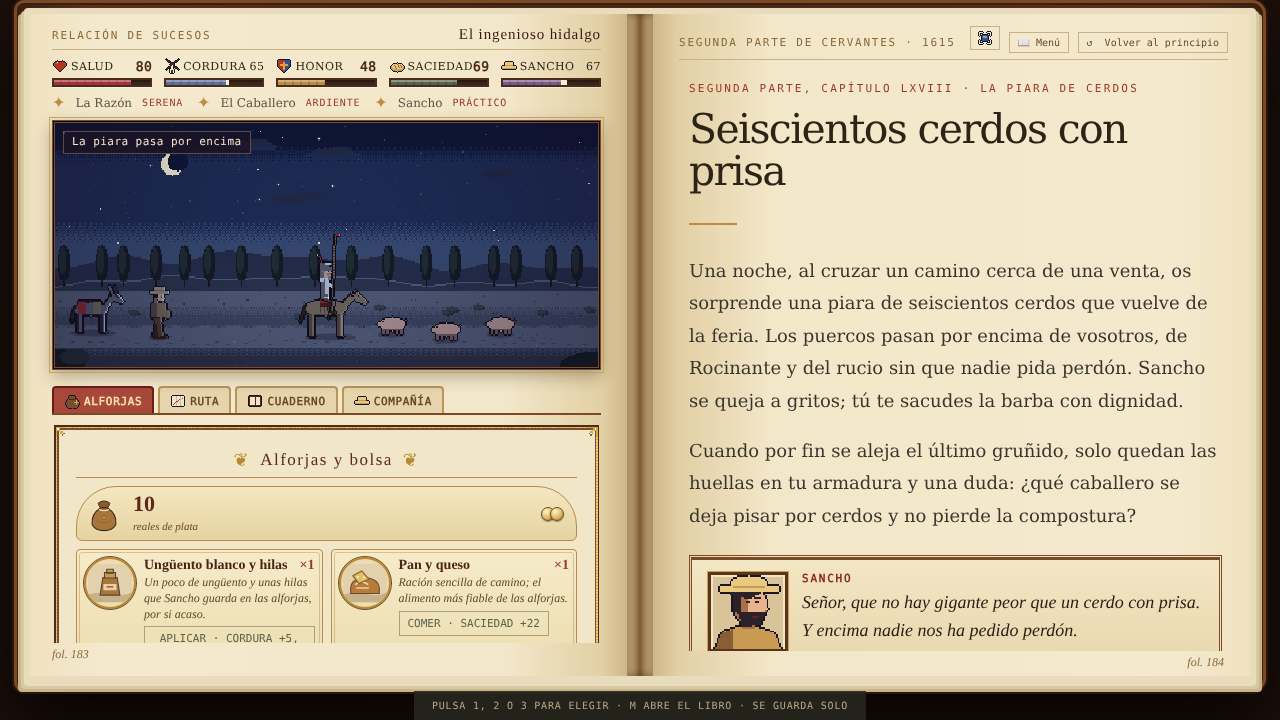 RELACIÓN DE SUCESOS
El ingenioso hidalgo
SALUD 80
CORDURA 65
HONOR 48
SACIEDAD 69
SANCHO 67
La Razón SERENA
El Caballero ARDIENTE
Sancho PRÁCTICO
La piara pasa por encima
ALFORJAS
RUTA
CUADERNO
COMPAÑÍA
Alforjas y bolsa
10
reales de plata
Ungüento blanco y hilas ×1
Un poco de ungüento y unas hilas
que Sancho guarda en las alforjas,
por si acaso.
APLICAR · CORDURA +5,
Pan y queso ×1
Ración sencilla de camino; el
alimento más fiable de las alforjas.
COMER · SACIEDAD +22
fol. 183
SEGUNDA PARTE DE CERVANTES · 1615
Menú
↺ Volver al principio
SEGUNDA PARTE, CAPÍTULO LXVIII · LA PIARA DE CERDOS
Seiscientos cerdos con
prisa
Una noche, al cruzar un camino cerca de una venta, os
sorprende una piara de seiscientos cerdos que vuelve de
la feria. Los puercos pasan por encima de vosotros, de
Rocinante y del rucio sin que nadie pida perdón. Sancho
se queja a gritos; tú te sacudes la barba con dignidad.
Cuando por fin se aleja el último gruñido, solo quedan las
huellas en tu armadura y una duda: ¿qué caballero se
deja pisar por cerdos y no pierde la compostura?
SANCHO
Señor, que no hay gigante peor que un cerdo con prisa.
Y encima nadie nos ha pedido perdón.
fol. 184
PULSA 1, 2 O 3 PARA ELEGIR · M ABRE EL LIBRO · SE GUARDA SOLO